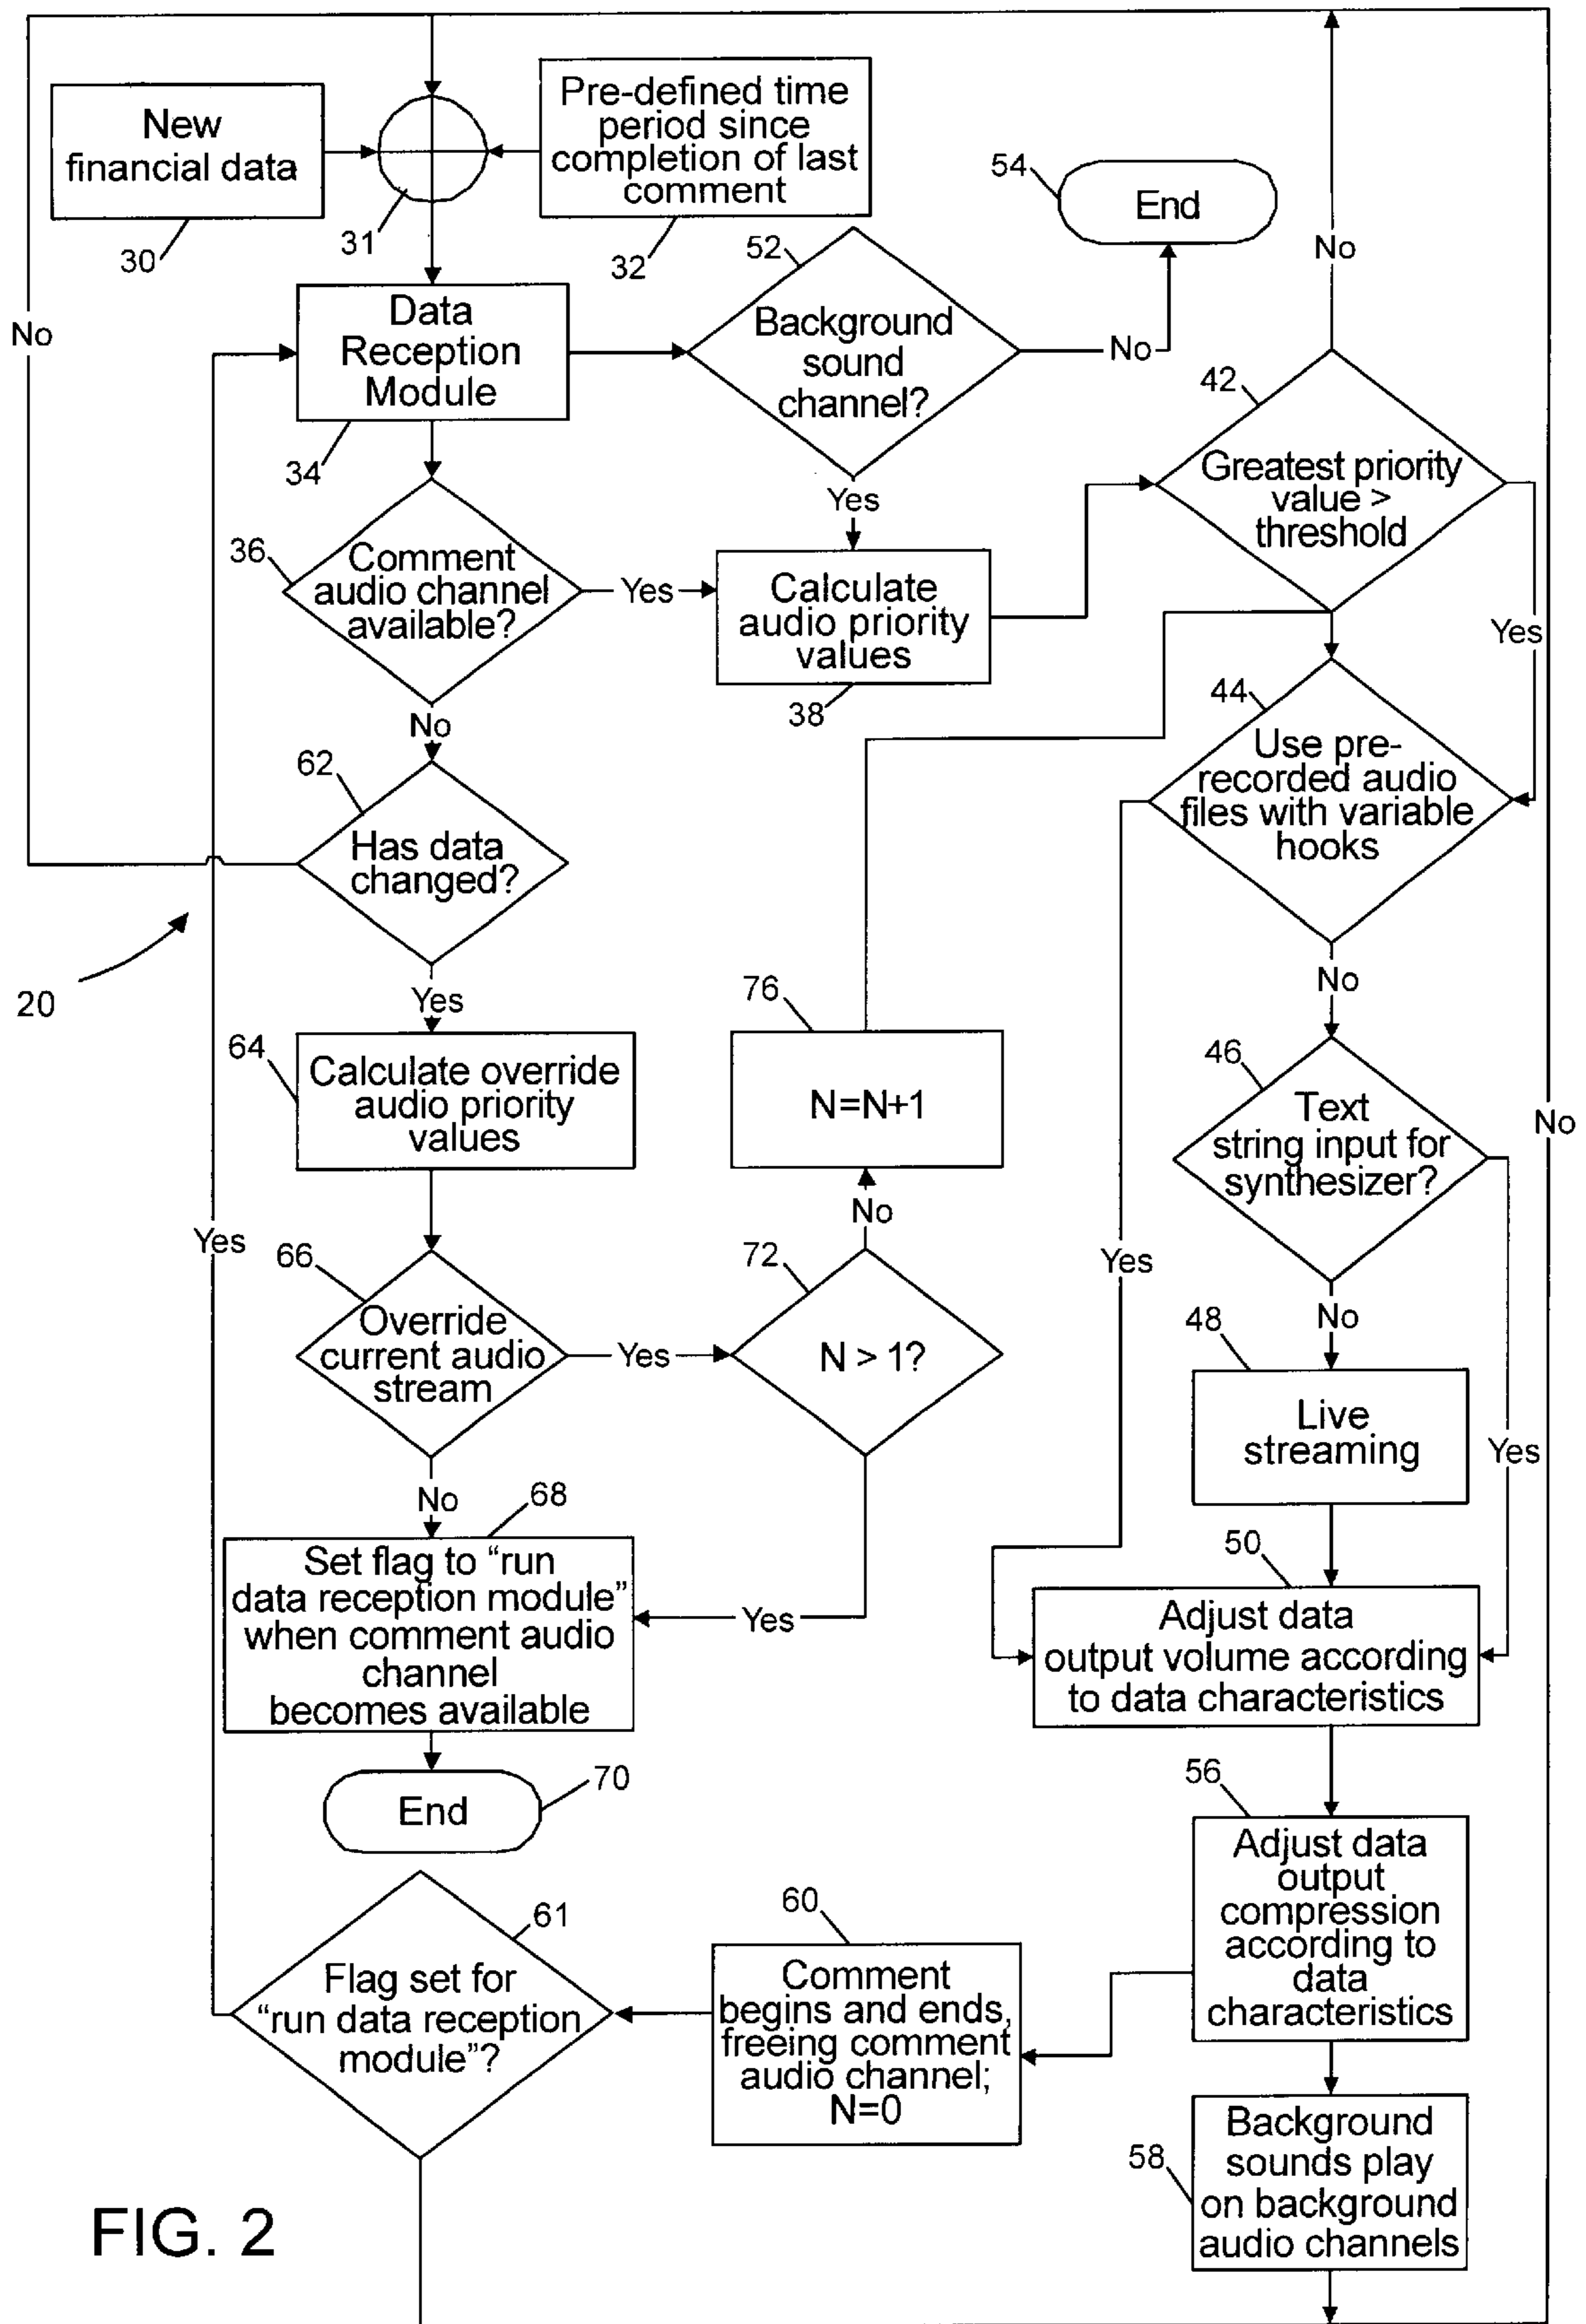 New
financial data
30
31
Pre-defined time
period since
completion of last
comment
32
54
End
No
No
Data
Reception
Module
34
52
Background
sound
channel?
No
Yes
42
Greatest priority
value >
threshold
Yes
36
Comment
audio channel
available?
Yes
No
Calculate
audio priority
values
38
44
Use pre-
recorded audio
files with variable
hooks
No
Yes
62
Has data
changed?
Yes
20
64
Calculate override
audio priority
values
76
N=N+1
No
46
Text
string input for
synthesizer?
No
Yes
No
Yes
66
Override
current audio
stream
Yes
No
72
N > 1?
Yes
48
Live
streaming
68
Set flag to “run
data reception module”
when comment audio
channel
becomes available
50
Adjust data
output volume according
to data characteristics
End
70
56
Adjust data
output
compression
according to
data
characteristics
61
Flag set for
“run data reception
module”?
60
Comment
begins and ends,
freeing comment
audio channel;
N=0
58
Background
sounds play
on background
audio channels
FIG. 2